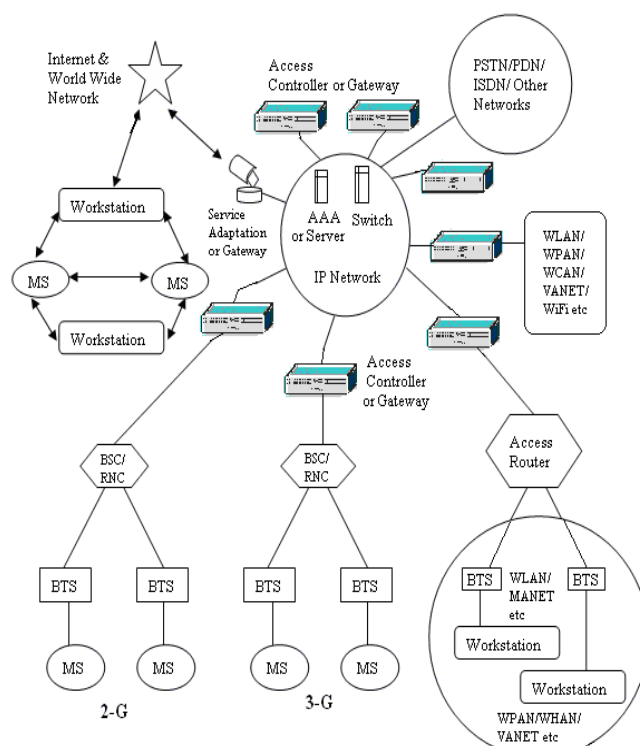 Internet &
World Wide
Network
Access
Controller or Gateway
PSTN/PDN/
ISDN/ Other
Networks
Workstation
MS
MS
Workstation
Service
Adaptation
or Gateway
AAA
or Server
Switch
IP Network
WLAN/
WPAN/
WCAN/
VANET/
WiFi etc
Access
Controller
or Gateway
BSC/
RNC
BSC/
RNC
Access
Router
BTS
BTS
BTS
BTS
BTS
WLAN/
MANET
etc
BTS
Workstation
MS
MS
MS
MS
Workstation
2-G
3-G
WPAN/WHAN/
VANET etc